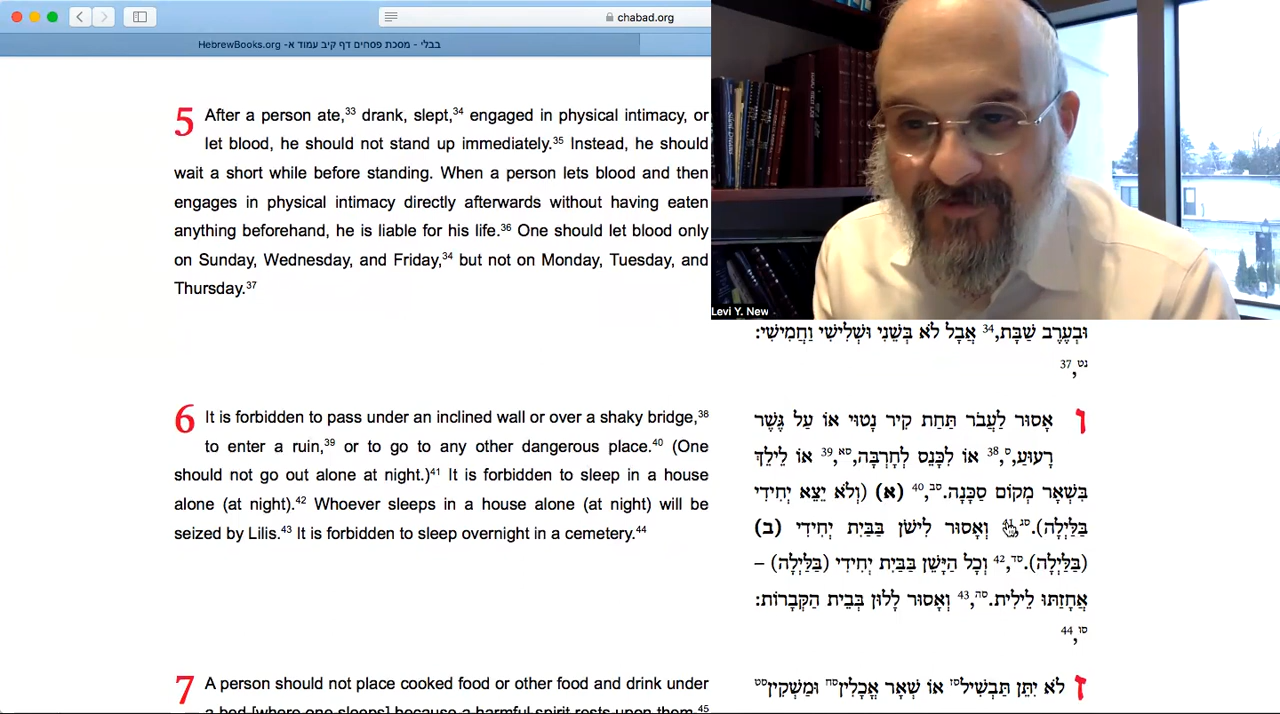 chabad.org
HebrewBooks.org -בבלי - מסכת פסחים דף קיב עמוד א
5 After a person ate,33 drank, slept,34 engaged in physical intimacy, or
let blood, he should not stand up immediately.35 Instead, he should
wait a short while before standing. When a person lets blood and then
engages in physical intimacy directly afterwards without having eaten
anything beforehand, he is liable for his life.36 One should let blood only
on Sunday, Wednesday, and Friday,34 but not on Monday, Tuesday, and
Thursday.37
Levi Y. New
וּבְעֶרֶב שַׁבָּת,34 אֲבָל לֹא בְּשֵׁנִי וּשְׁלִישִׁי וַחֲמִישִׁי:
נט,37
6 It is forbidden to pass under an inclined wall or over a shaky bridge,38
to enter a ruin,39 or to go to any other dangerous place.40 (One
should not go out alone at night.)41 It is forbidden to sleep in a house
alone (at night).42 Whoever sleeps in a house alone (at night) will be
seized by Lilis.43 It is forbidden to sleep overnight in a cemetery.44
ו אָסוּר לַעֲבֹר תַּחַת קִיר נָטוּי אוֹ עַל גֶּשֶׁר
רָעוּעַ,ס,38 אוֹ לִכָּנֵס לְחָרְבָּה,סא,39 אוֹ לֵילֵךְ
בִּשְׁאָר מְקוֹם סַכָּנָה.סב,40 (א) (וְלֹא יֵצֵא יְחִידִי
בַּלַּיְלָה).סג, וְאָסוּר לִישֹׁן בַּבַּיִת יְחִידִי (ב)
(בַּלַּיְלָה).סד,42 וְכָל הַיָּשֵׁן בַּבַּיִת יְחִידִי (בַּלַּיְלָה) –
אֲחָזַתּוּ לִילִית.סה,43 וְאָסוּר לָלוּן בְּבֵית הַקְּבָרוֹת:
סו,44
7 A person should not place cooked food or other food and drink under
a bed [where one sleeps] because a harmful spirit rests upon them.45
ז לֹא יִתֵּן תַּבְשִׁילסז אוֹ שְׁאָר אֳכָלִיןסח וּמַשְׁקִיןסט